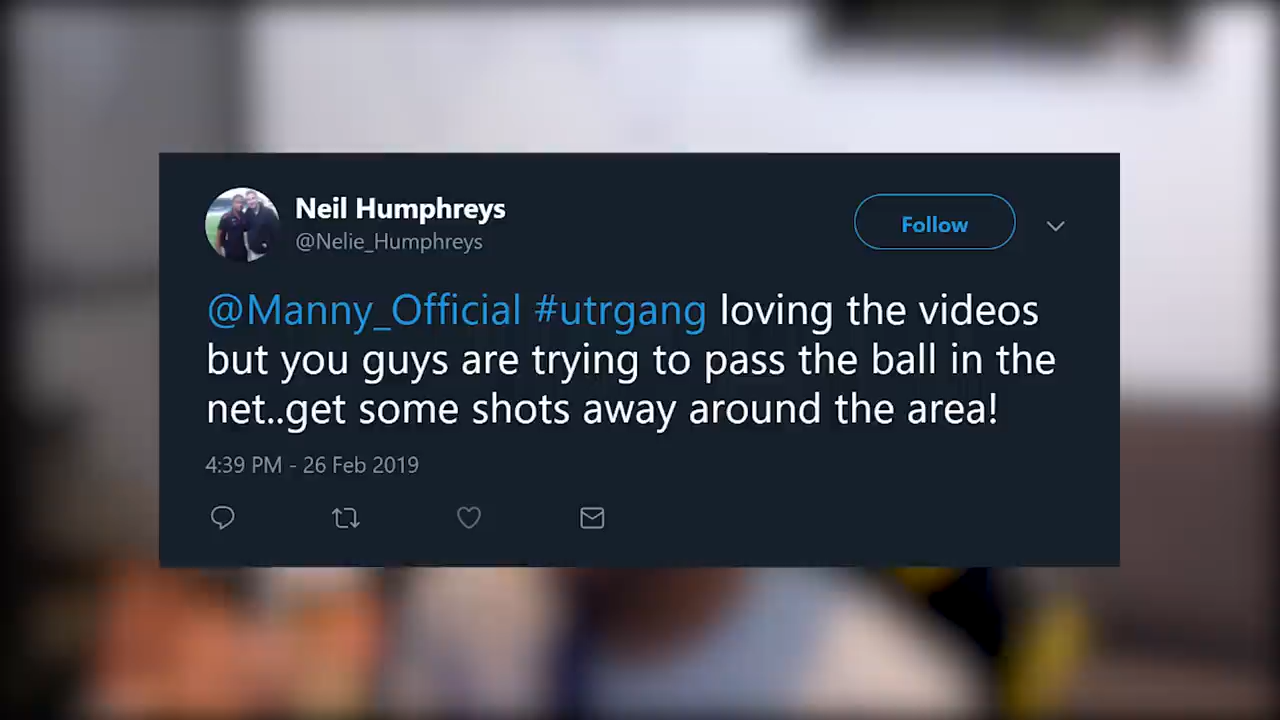 Neil Humphreys
@Nelie_Humphreys
Follow
@Manny_Official #utrgang loving the videos
but you guys are trying to pass the ball in the
net..get some shots away around the area!
4:39 PM - 26 Feb 2019